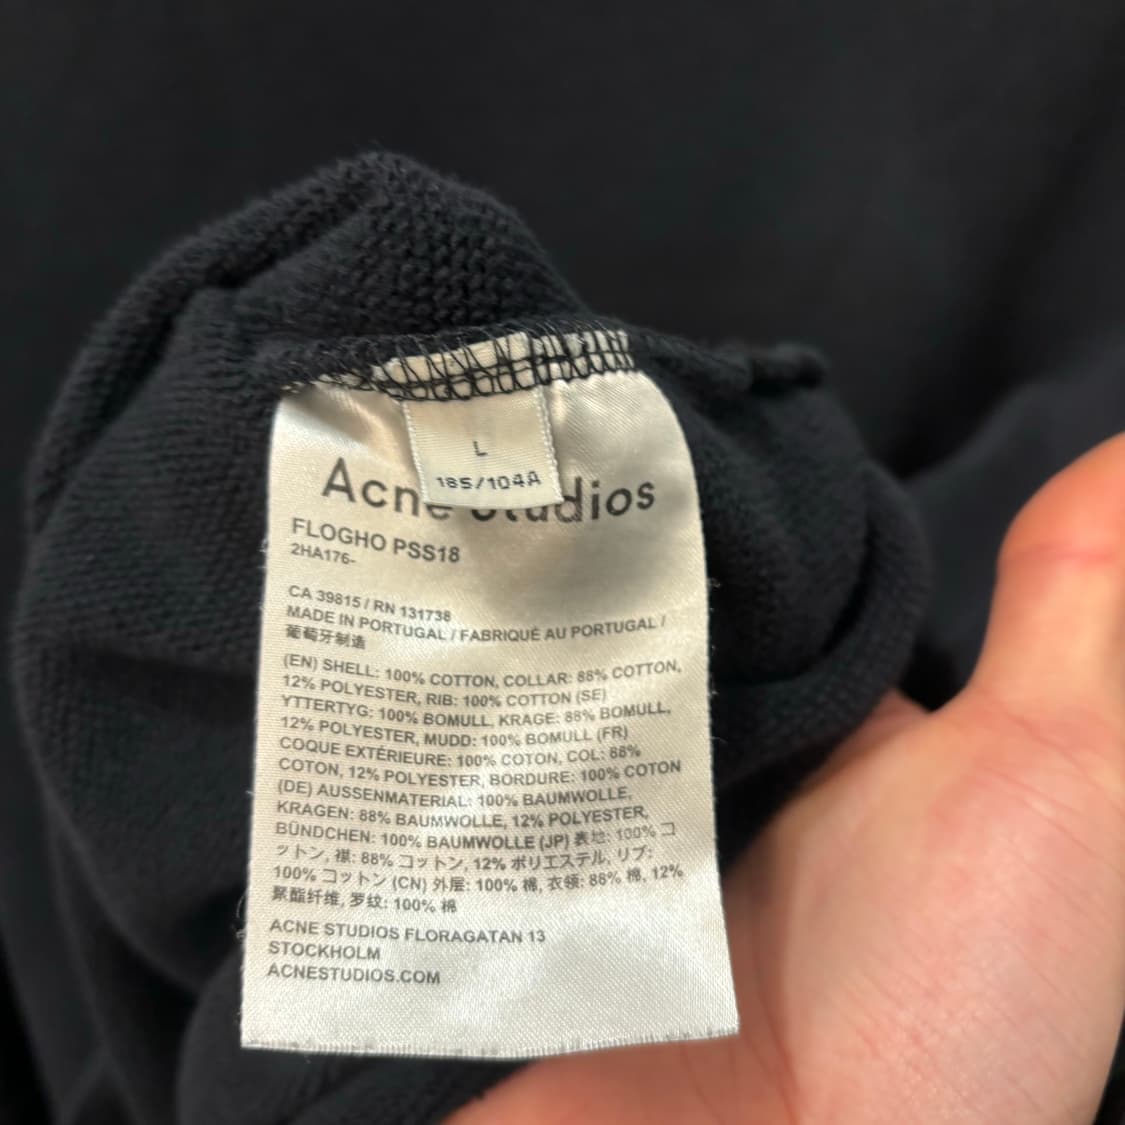 L
185/104A
Acne Studios
FLOGHO PSS18
2HA176-
CA 39815 / RN 131738
MADE IN PORTUGAL / FABRIQUÉ AU PORTUGAL /
葡萄牙制造
(EN) SHELL: 100% COTTON, COLLAR: 88% COTTON,
12% POLYESTER, RIB: 100% COTTON (SE)
YTTERTYG: 100% BOMULL, KRAGE: 88% BOMULL,
12% POLYESTER, MUDD: 100% BOMULL (FR)
COQUE EXTÉRIEURE: 100% COTON, COL: 88%
COTON, 12% POLYESTER, BORDURE: 100% COTON
(DE) AUSSENMATERIAL: 100% BAUMWOLLE,
KRAGEN: 88% BAUMWOLLE, 12% POLYESTER,
BÜNDCHEN: 100% BAUMWOLLE (JP) 表地: 100% コ
ットン, 襟: 88% コットン, 12% ポリエステル, リブ:
100% コットン (CN) 外层: 100% 棉, 衣领: 88% 棉, 12%
聚酯纤维, 罗纹: 100% 棉
ACNE STUDIOS FLORAGATAN 13
STOCKHOLM
ACNESTUDIOS.COM